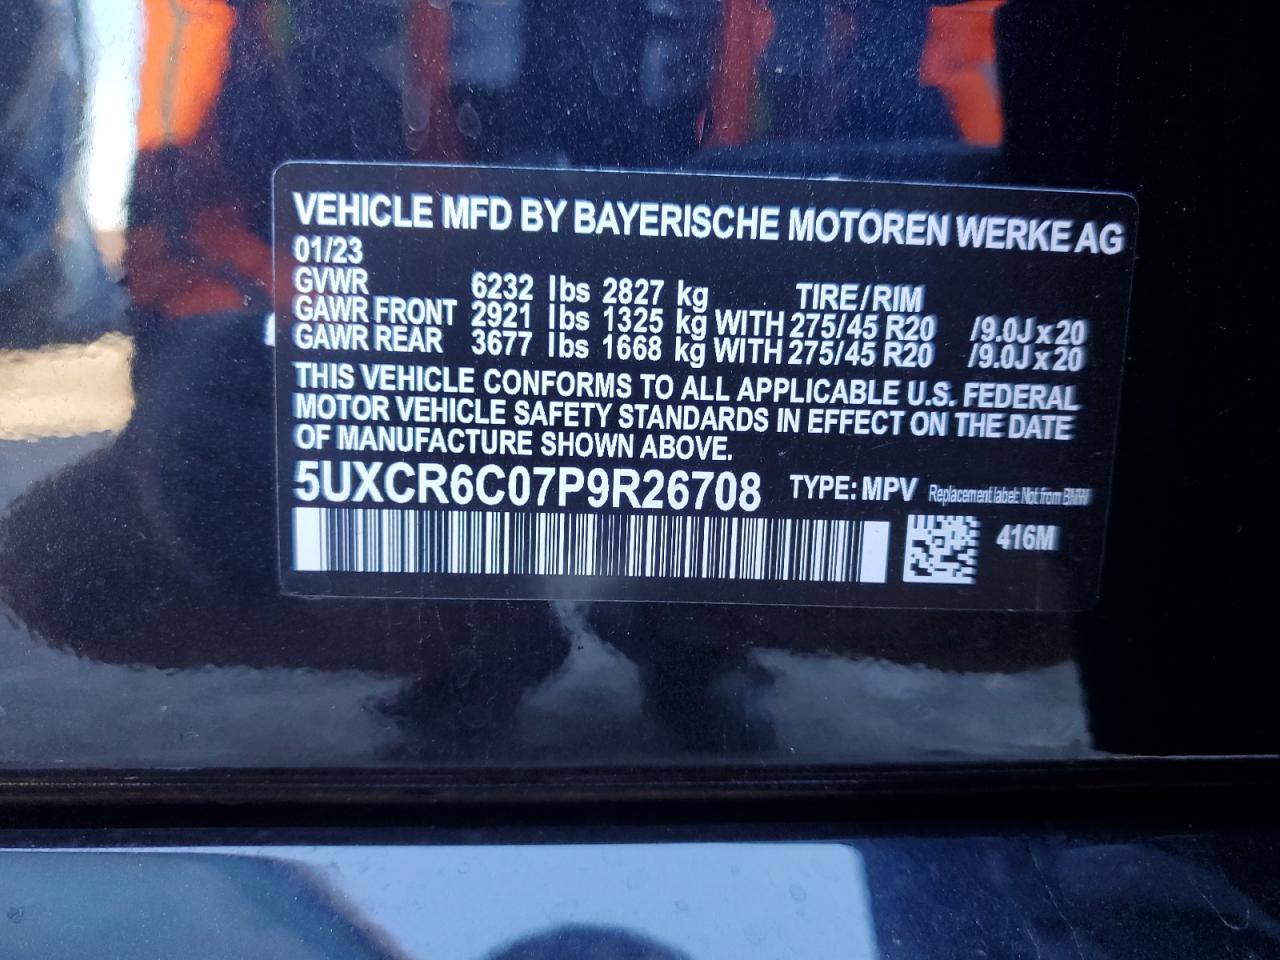 VEHICLE MFD BY BAYERISCHE MOTOREN WERKE AG
01/23
GVWR 6232 lbs 2827 kg TIRE/RIM
GAWR FRONT 2921 lbs 1325 kg WITH 275/45 R20 /9.0J x 20
GAWR REAR 3677 lbs 1668 kg WITH 275/45 R20 /9.0J x 20
THIS VEHICLE CONFORMS TO ALL APPLICABLE U.S. FEDERAL
MOTOR VEHICLE SAFETY STANDARDS IN EFFECT ON THE DATE
OF MANUFACTURE SHOWN ABOVE.
5UXCR6C07P9R26708 TYPE: MPV Replacement label: Not from BMW
416M